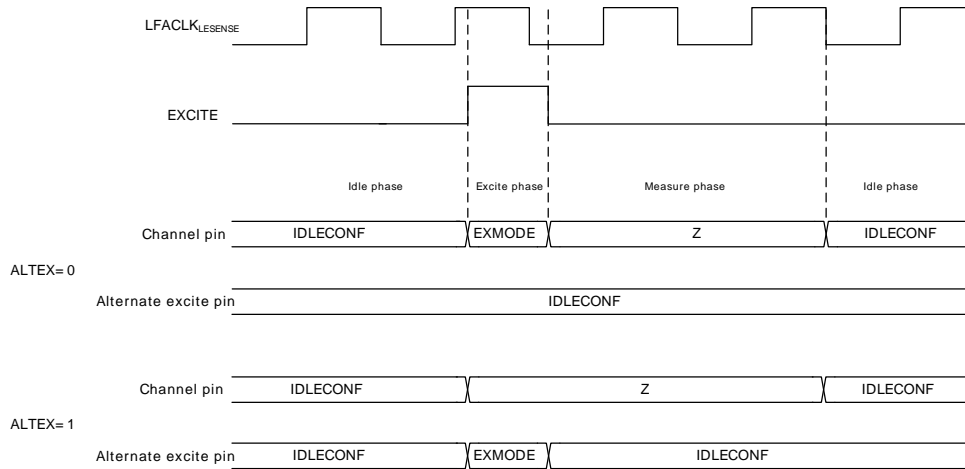 LFACLKLESENSE
EXCITE
Idle phase Excite phase Measure phase Idle phase
Channel pin IDLECONF EXMODE Z IDLECONF
ALTEX= 0
Alternate excite pin IDLECONF
Channel pin IDLECONF Z IDLECONF
ALTEX= 1
Alternate excite pin IDLECONF EXMODE IDLECONF